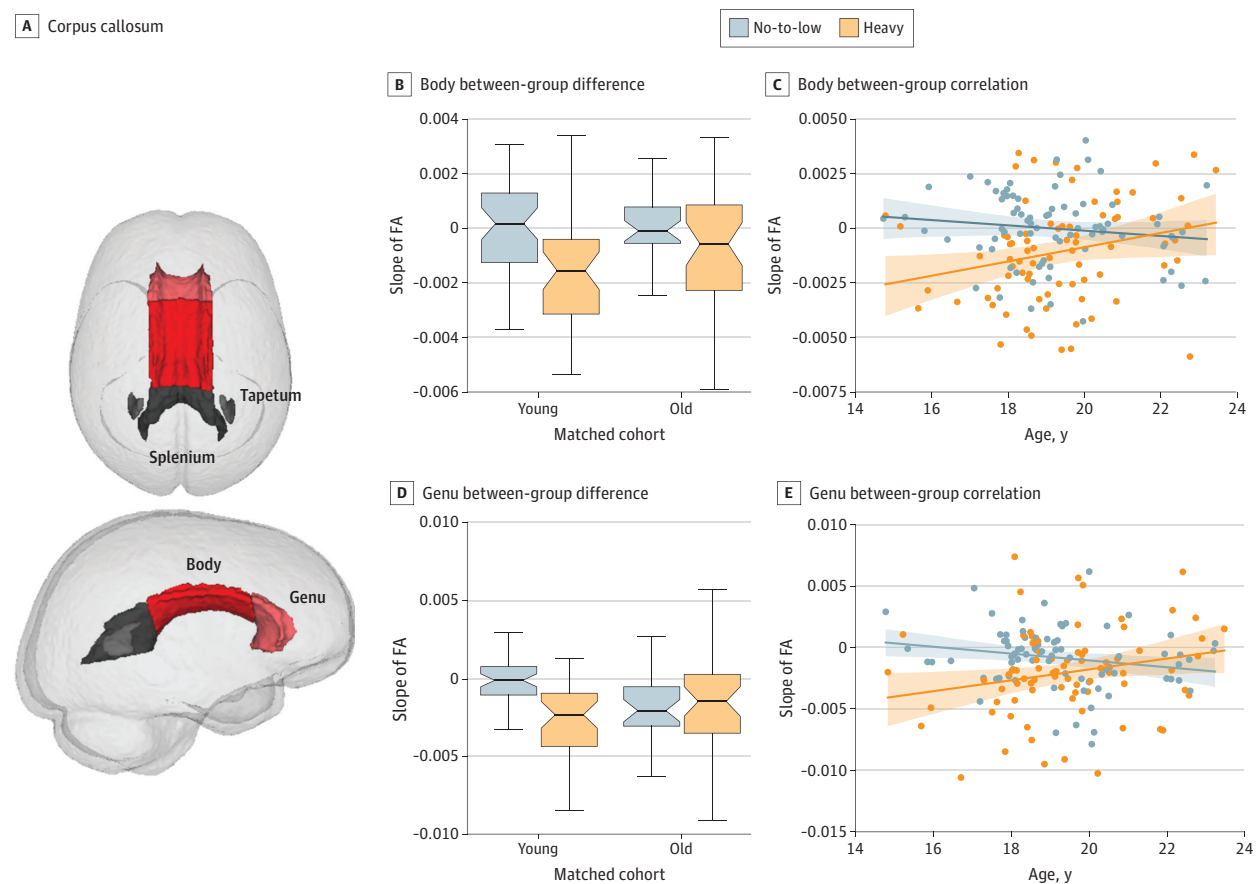 A Corpus callosum
No-to-low Heavy
Tapetum
Splenium
Body
Genu
B Body between-group difference
0.004
0.002
0
-0.002
-0.004
-0.006
Slope of FA
Young Old
Matched cohort
C Body between-group correlation
0.0050
0.0025
0
-0.0025
-0.0050
-0.0075
Slope of FA
14 16 18 20 22 24
Age, y
D Genu between-group difference
0.010
0.005
0
-0.005
-0.010
Slope of FA
Young Old
Matched cohort
E Genu between-group correlation
0.010
0.005
0
-0.005
-0.010
-0.015
Slope of FA
14 16 18 20 22 24
Age, y